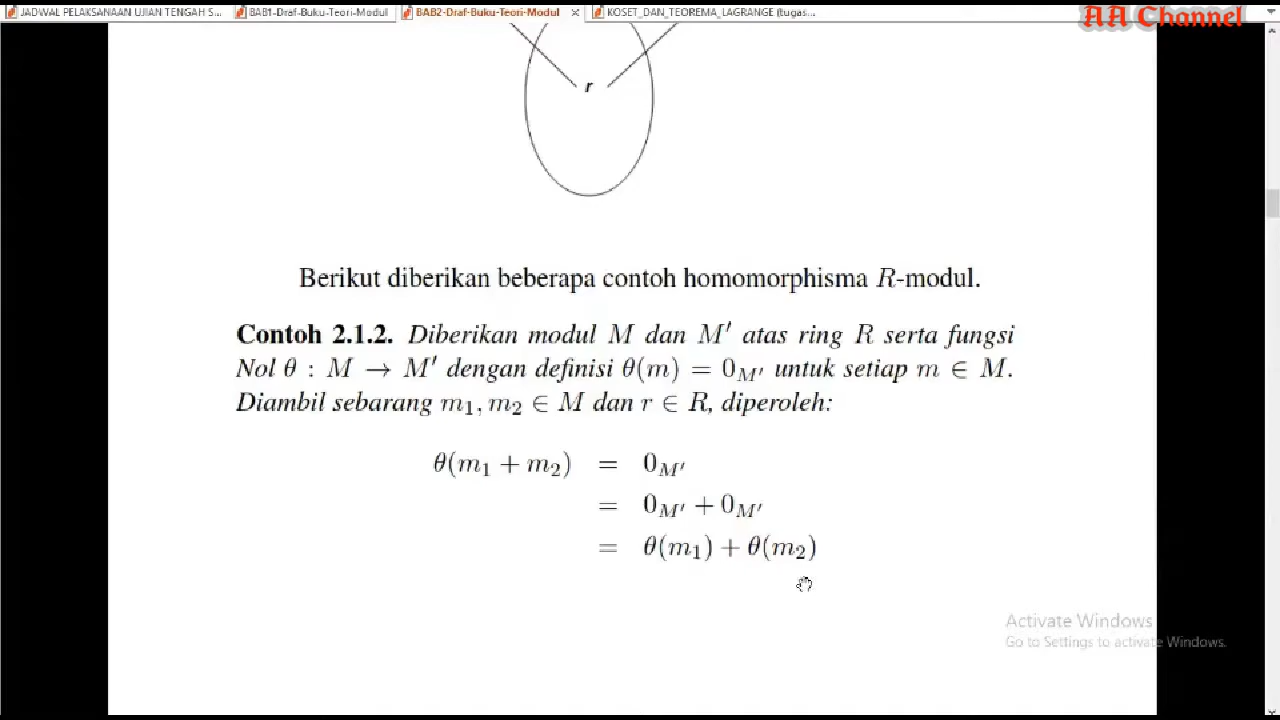 JADWAL PELAKSANAAN UJIAN TENGAH S... BAB1-Draf-Buku-Teori-Modul BAB2-Draf-Buku-Teori-Modul × KOSET_DAN_TEOREMA_LAGRANGE (tugas...
AA Channel
r
Berikut diberikan beberapa contoh homomorphisma R-modul.
Contoh 2.1.2. Diberikan modul M dan M′ atas ring R serta fungsi
Nol θ : M → M′ dengan definisi θ(m) = 0_{M′} untuk setiap m ∈ M.
Diambil sebarang m₁, m₂ ∈ M dan r ∈ R, diperoleh:
θ(m₁ + m₂) = 0_{M′}
= 0_{M′} + 0_{M′}
= θ(m₁) + θ(m₂)
Activate Windows
Go to Settings to activate Windows.